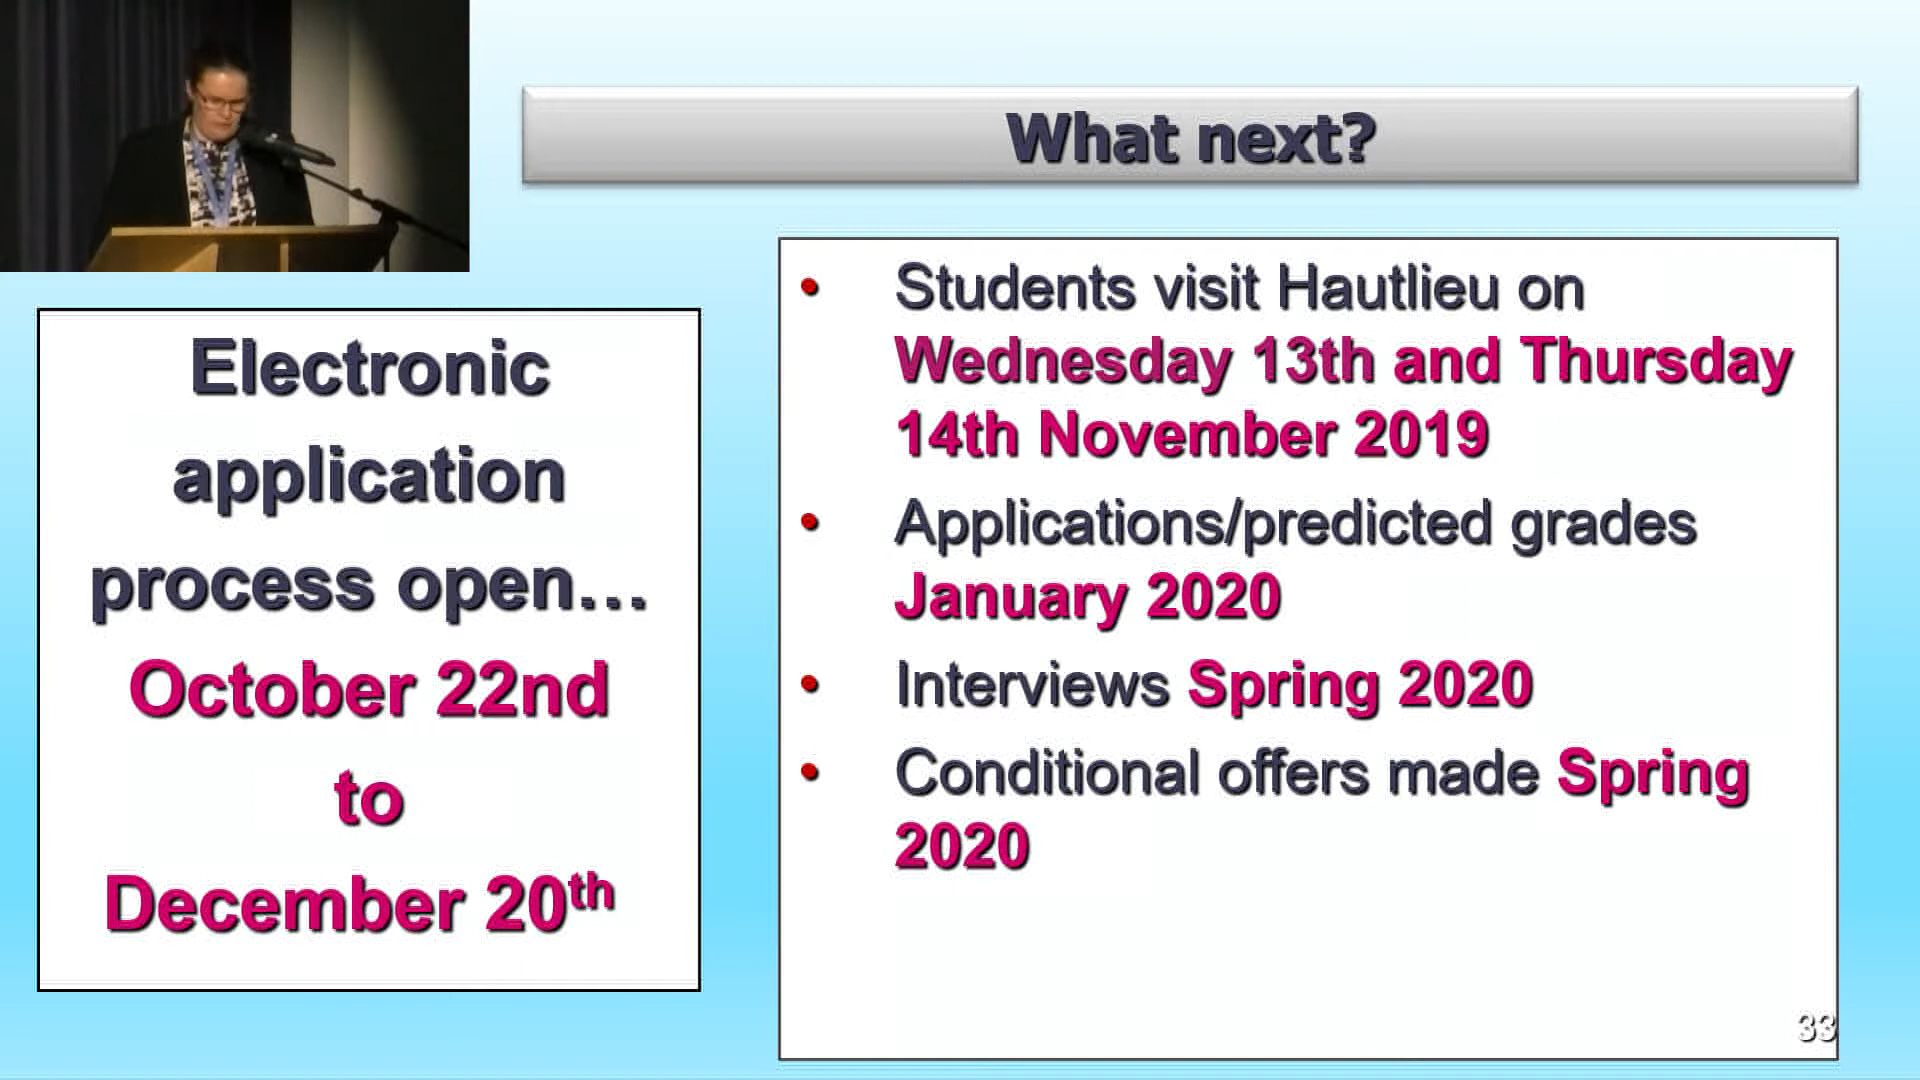 What next?
Electronic
application
process open…
October 22nd
to
December 20th
• Students visit Hautlieu on
Wednesday 13th and Thursday
14th November 2019
• Applications/predicted grades
January 2020
• Interviews Spring 2020
• Conditional offers made Spring
2020
33